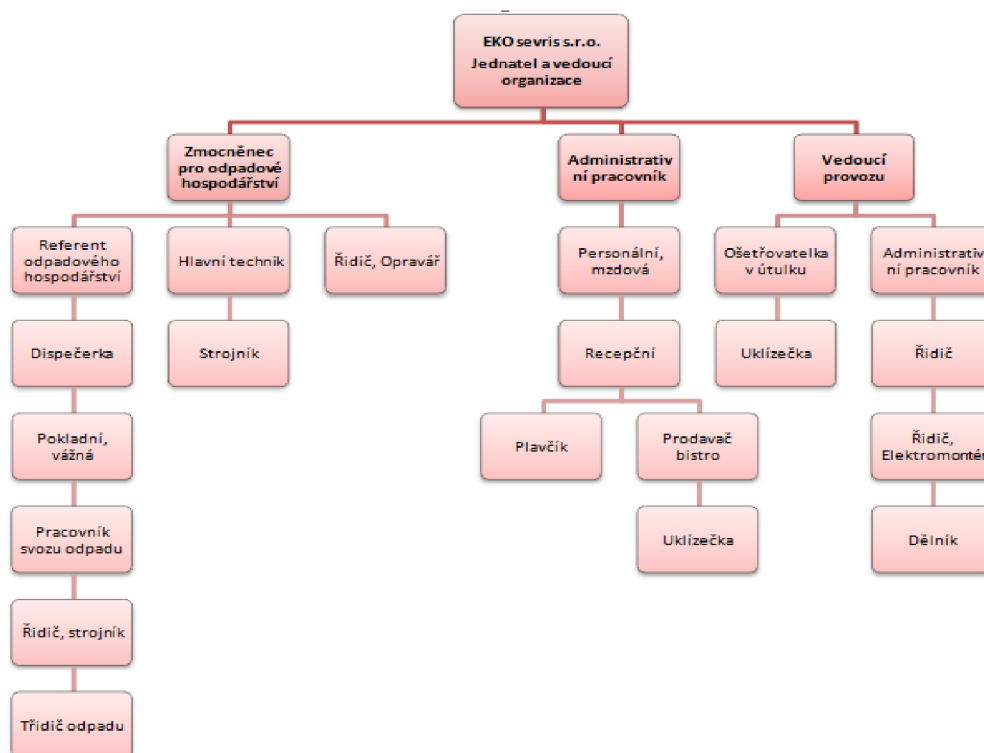 EKO sevris s.r.o.
Jednatel a vedoucí
organizace
Zmocněnec
pro odpadové
hospodářství
Administrativ
ní pracovník
Vedoucí
provozu
Referent
odpadového
hospodářství
Hlavní technik
Řidič, Opravář
Personální,
mzdová
Ošetřovatelka
v útulku
Administrativ
ní pracovník
Dispečerka
Strojník
Recepční
Uklízečka
Řidič
Pokladní,
vážná
Plavčík
Prodavač
bistro
Řidič,
Elektromontér
Pracovník
svozu odpadu
Uklízečka
Dělník
Řidič, strojník
Třidič odpadu